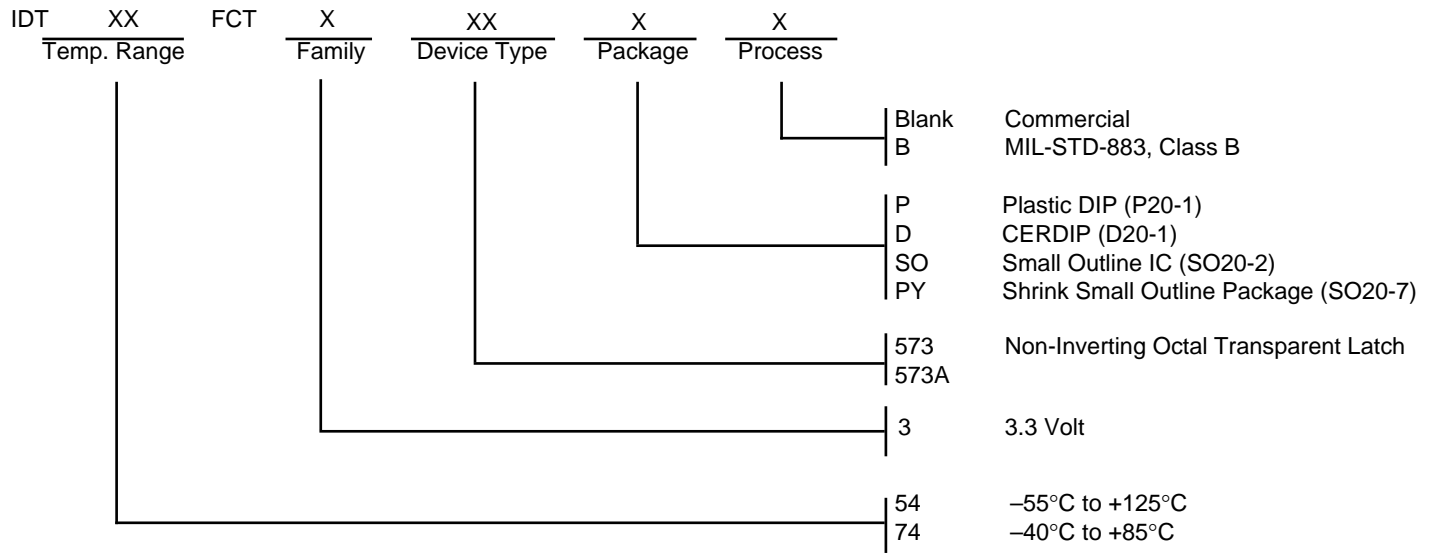 IDT XX FCT X XX X X
Temp. Range Family Device Type Package Process
Blank Commercial
B MIL-STD-883, Class B
P Plastic DIP (P20-1)
D CERDIP (D20-1)
SO Small Outline IC (SO20-2)
PY Shrink Small Outline Package (SO20-7)
573 Non-Inverting Octal Transparent Latch
573A
3 3.3 Volt
54 –55°C to +125°C
74 –40°C to +85°C